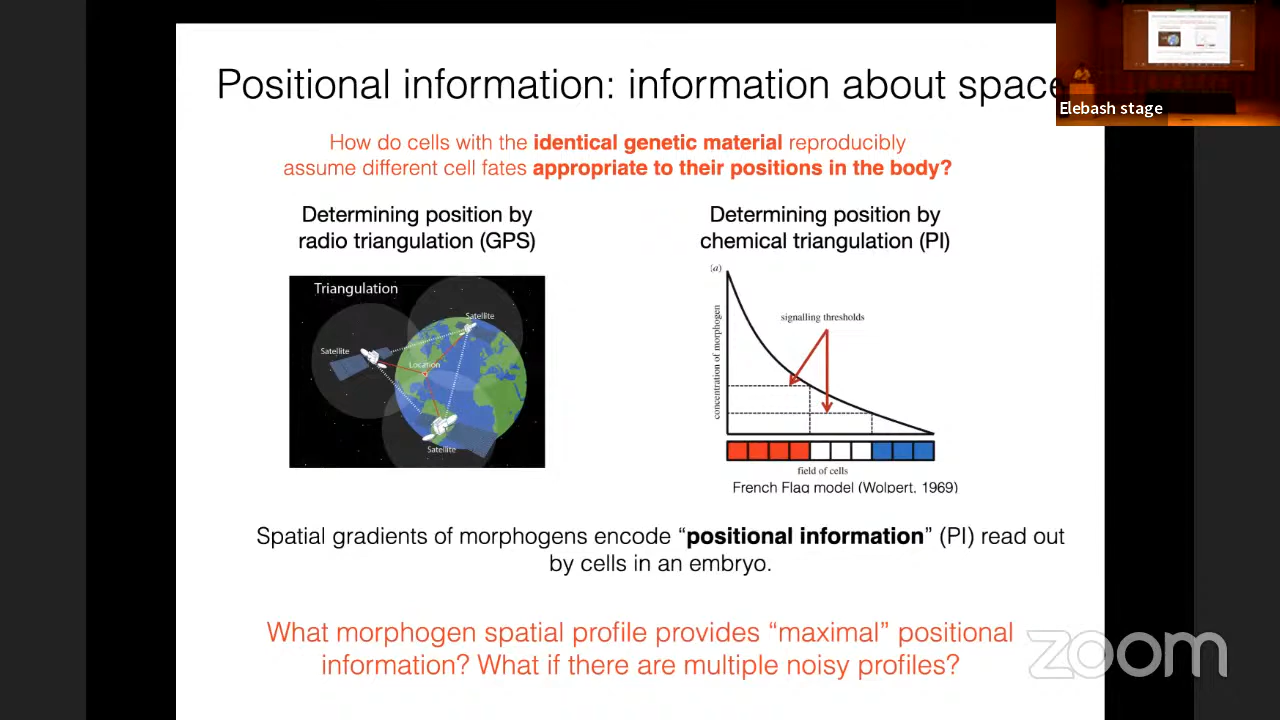 Positional information: information about space
Elebash stage
How do cells with the identical genetic material reproducibly
assume different cell fates appropriate to their positions in the body?
Determining position by
radio triangulation (GPS)
Triangulation
Satellite
Satellite
Location
Satellite
Determining position by
chemical triangulation (PI)
(a)
concentration of morphogen
signalling thresholds
field of cells
French Flag model (Wolpert, 1969)
Spatial gradients of morphogens encode “positional information” (PI) read out
by cells in an embryo.
What morphogen spatial profile provides “maximal” positional
information? What if there are multiple noisy profiles?
zoom